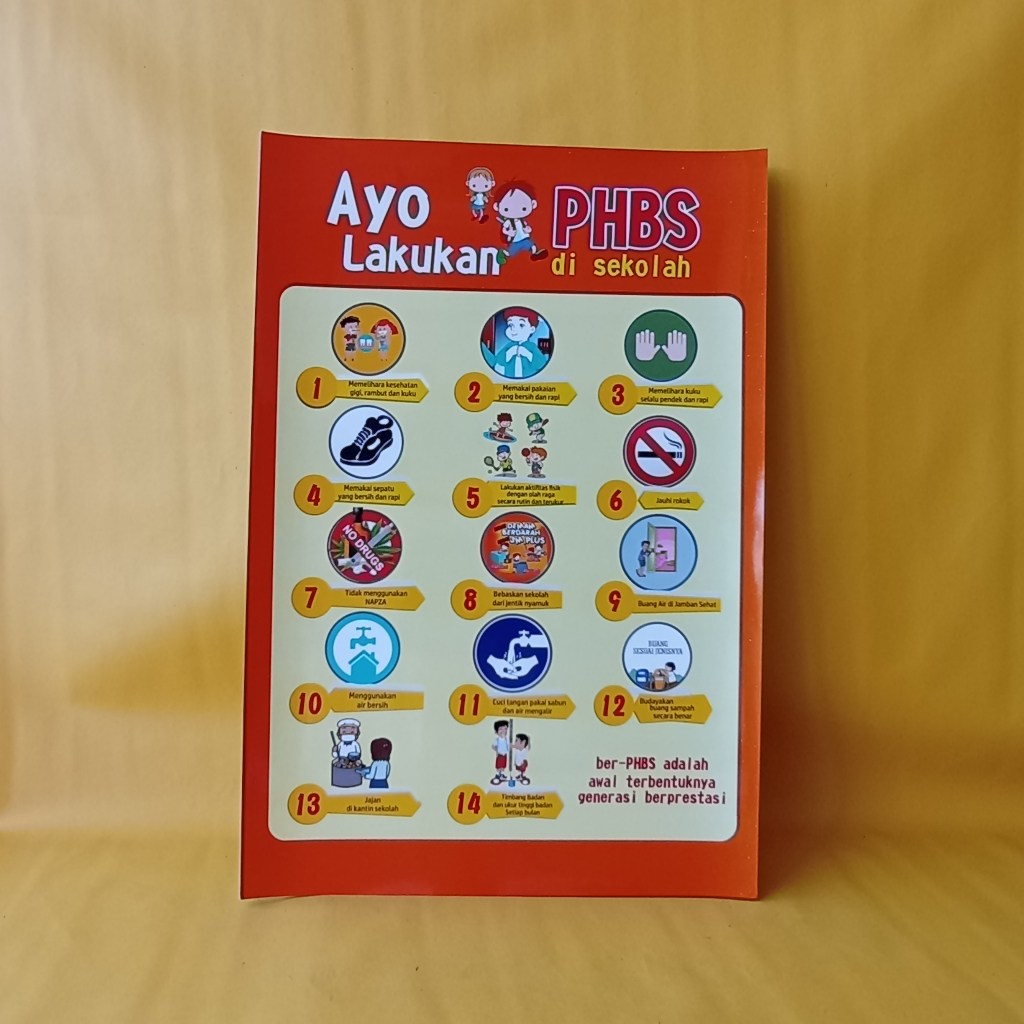 Ayo
Lakukan
PHBS
di sekolah
1
Memelihara kesehatan
gigi, rambut dan kuku
2
Memakai pakaian
yang bersih dan rapi
3
Memelihara kuku
selalu pendek dan rapi
4
Memakai sepatu
yang bersih dan rapi
5
Lakukan aktifitas fisik
dengan olah raga
secara rutin dan terukur
6
Jauhi rokok
NO DRUGS
7
Tidak menggunakan
NAPZA
DEMAM
BERDARAH
3M PLUS
8
Bebaskan sekolah
dari jentik nyamuk
9
Buang Air di Jamban Sehat
10
Menggunakan
air bersih
11
Cuci tangan pakai sabun
dan air mengalir
BUANG
SESUAI JENISNYA
12
Budayakan
buang sampah
secara benar
13
Jajan
di kantin sekolah
14
Timbang Badan
dan ukur tinggi badan
Setiap bulan
ber-PHBS adalah
awal terbentuknya
generasi berprestasi